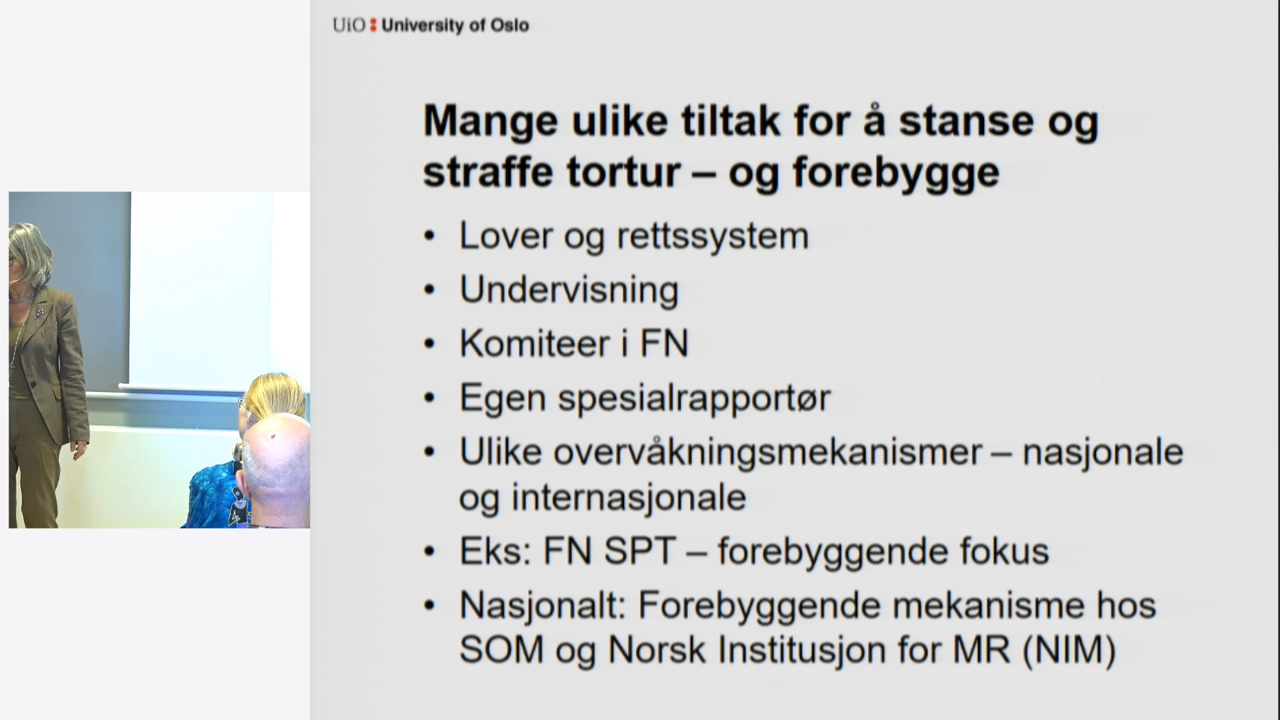 UiO : University of Oslo
Mange ulike tiltak for å stanse og
straffe tortur – og forebygge
• Lover og rettssystem
• Undervisning
• Komiteer i FN
• Egen spesialrapportør
• Ulike overvåkningsmekanismer – nasjonale
og internasjonale
• Eks: FN SPT – forebyggende fokus
• Nasjonalt: Forebyggende mekanisme hos
SOM og Norsk Institusjon for MR (NIM)